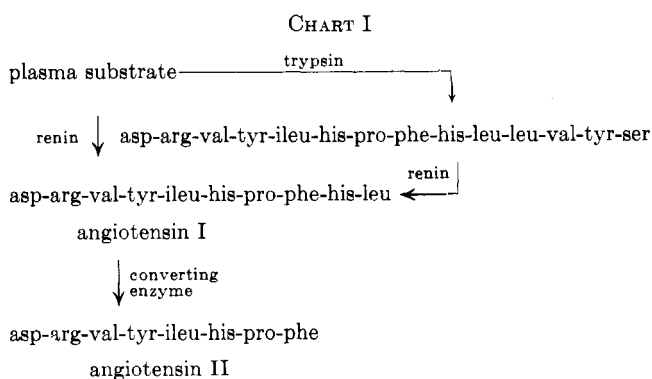 CHART I
trypsin
plasma substrate
renin
asp-arg-val-tyr-ileu-his-pro-phe-his-leu-leu-val-tyr-ser
renin
asp-arg-val-tyr-ileu-his-pro-phe-his-leu
angiotensin I
converting
enzyme
asp-arg-val-tyr-ileu-his-pro-phe
angiotensin II